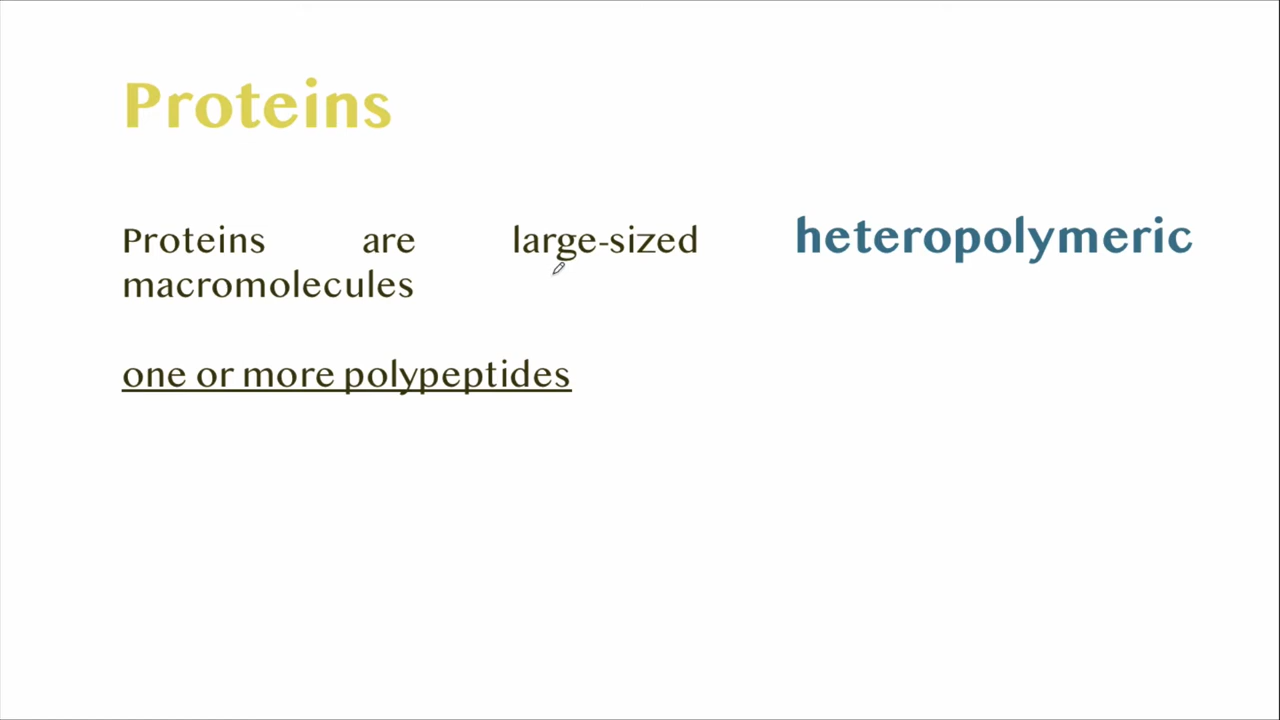 Proteins
Proteins are large-sized heteropolymeric
macromolecules
one or more polypeptides